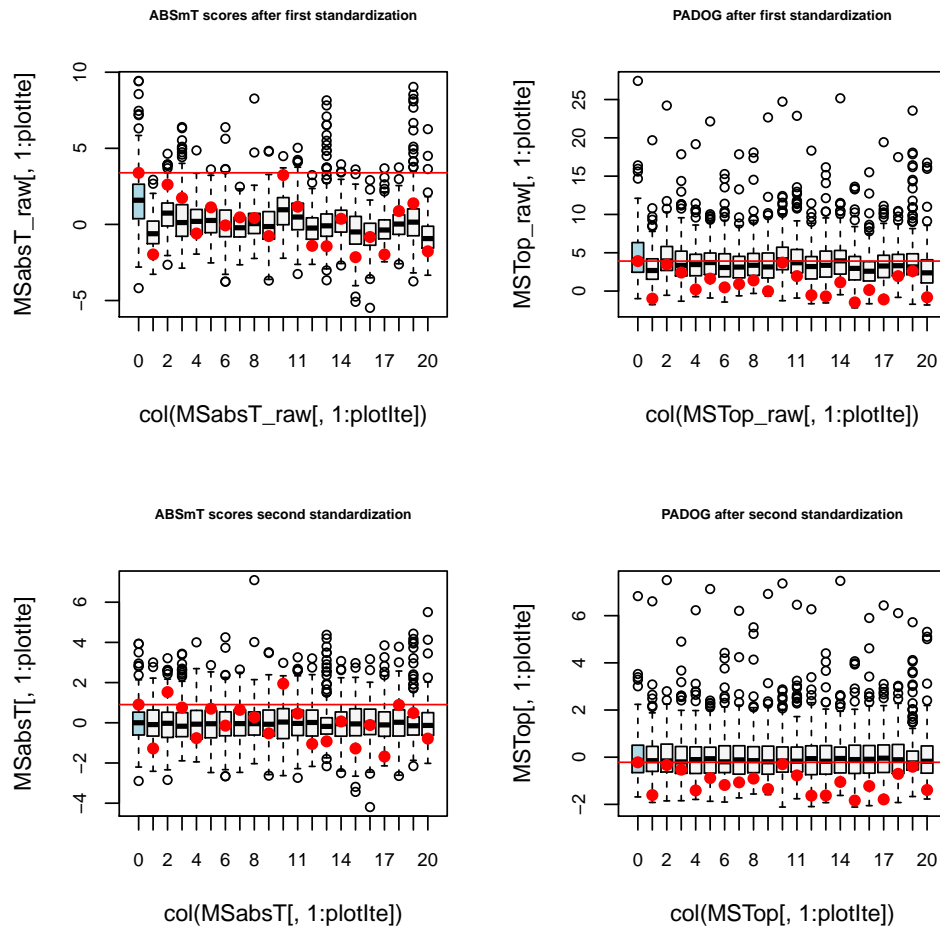 ABSmT scores after first standardization
MSabsT_raw[, 1:plotIte]
10
5
0
−5
0 2 4 8 11 14 17 20
col(MSabsT_raw[, 1:plotIte])
PADOG after first standardization
MSTop_raw[, 1:plotIte]
25
20
15
10
5
0
0 2 4 8 11 14 17 20
col(MSTop_raw[, 1:plotIte])
ABSmT scores second standardization
MSabsT[, 1:plotIte]
6
4
2
0
−2
−4
0 2 4 8 11 14 17 20
col(MSabsT[, 1:plotIte])
PADOG after second standardization
MSTop[, 1:plotIte]
6
4
2
0
−2
0 2 4 8 11 14 17 20
col(MSTop[, 1:plotIte])